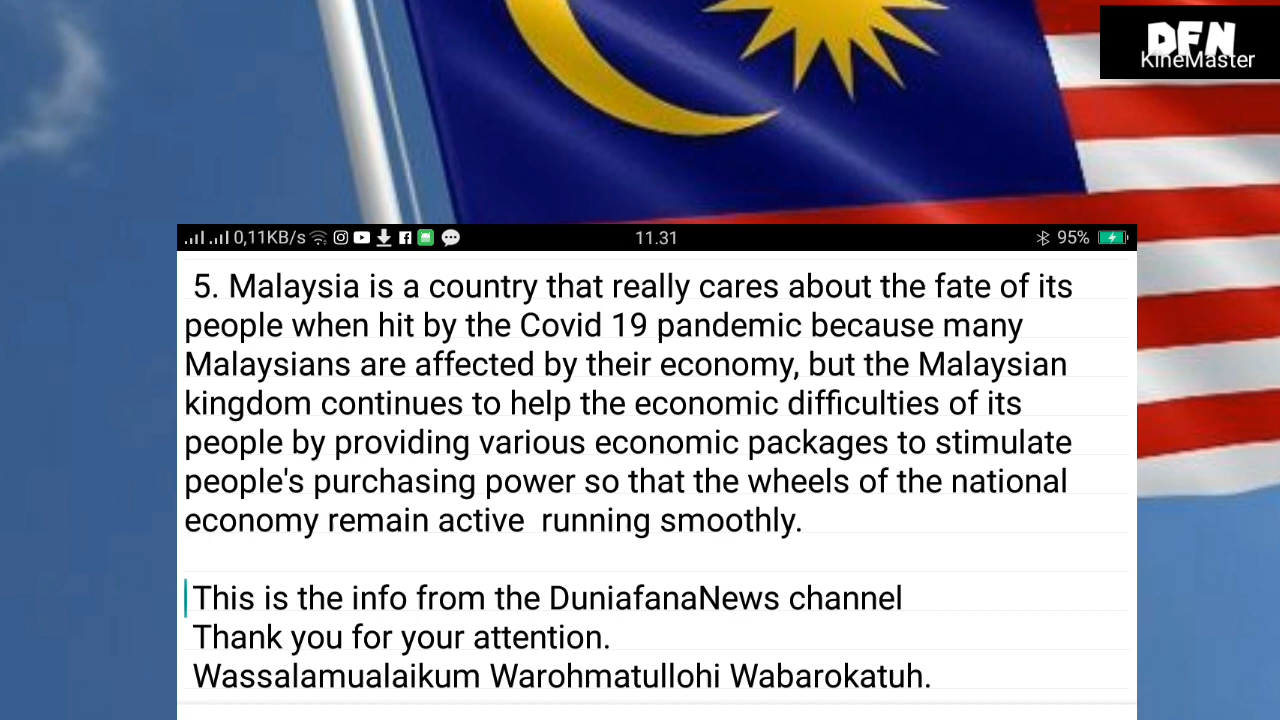 DFN
KineMaster
0,11KB/s
11.31
95%
5. Malaysia is a country that really cares about the fate of its
people when hit by the Covid 19 pandemic because many
Malaysians are affected by their economy, but the Malaysian
kingdom continues to help the economic difficulties of its
people by providing various economic packages to stimulate
people's purchasing power so that the wheels of the national
economy remain active  running smoothly.
This is the info from the DuniafanaNews channel
Thank you for your attention.
Wassalamualaikum Warohmatullohi Wabarokatuh.